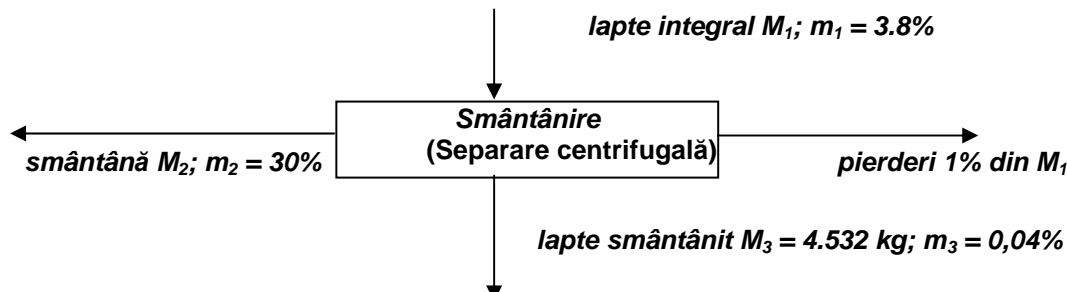 lapte integral M₁; m₁ = 3.8%
Smântânire
(Separare centrifugală)
smântână M₂; m₂ = 30%
pierderi 1% din M₁
lapte smântânit M₃ = 4.532 kg; m₃ = 0,04%